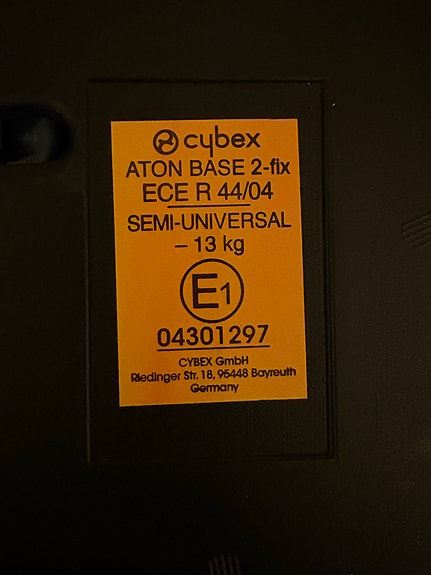 cybex
ATON BASE 2-fix
ECE R 44/04
SEMI-UNIVERSAL
– 13 kg
E1
04301297
CYBEX GmbH
Riedinger Str. 18, 95448 Bayreuth
Germany